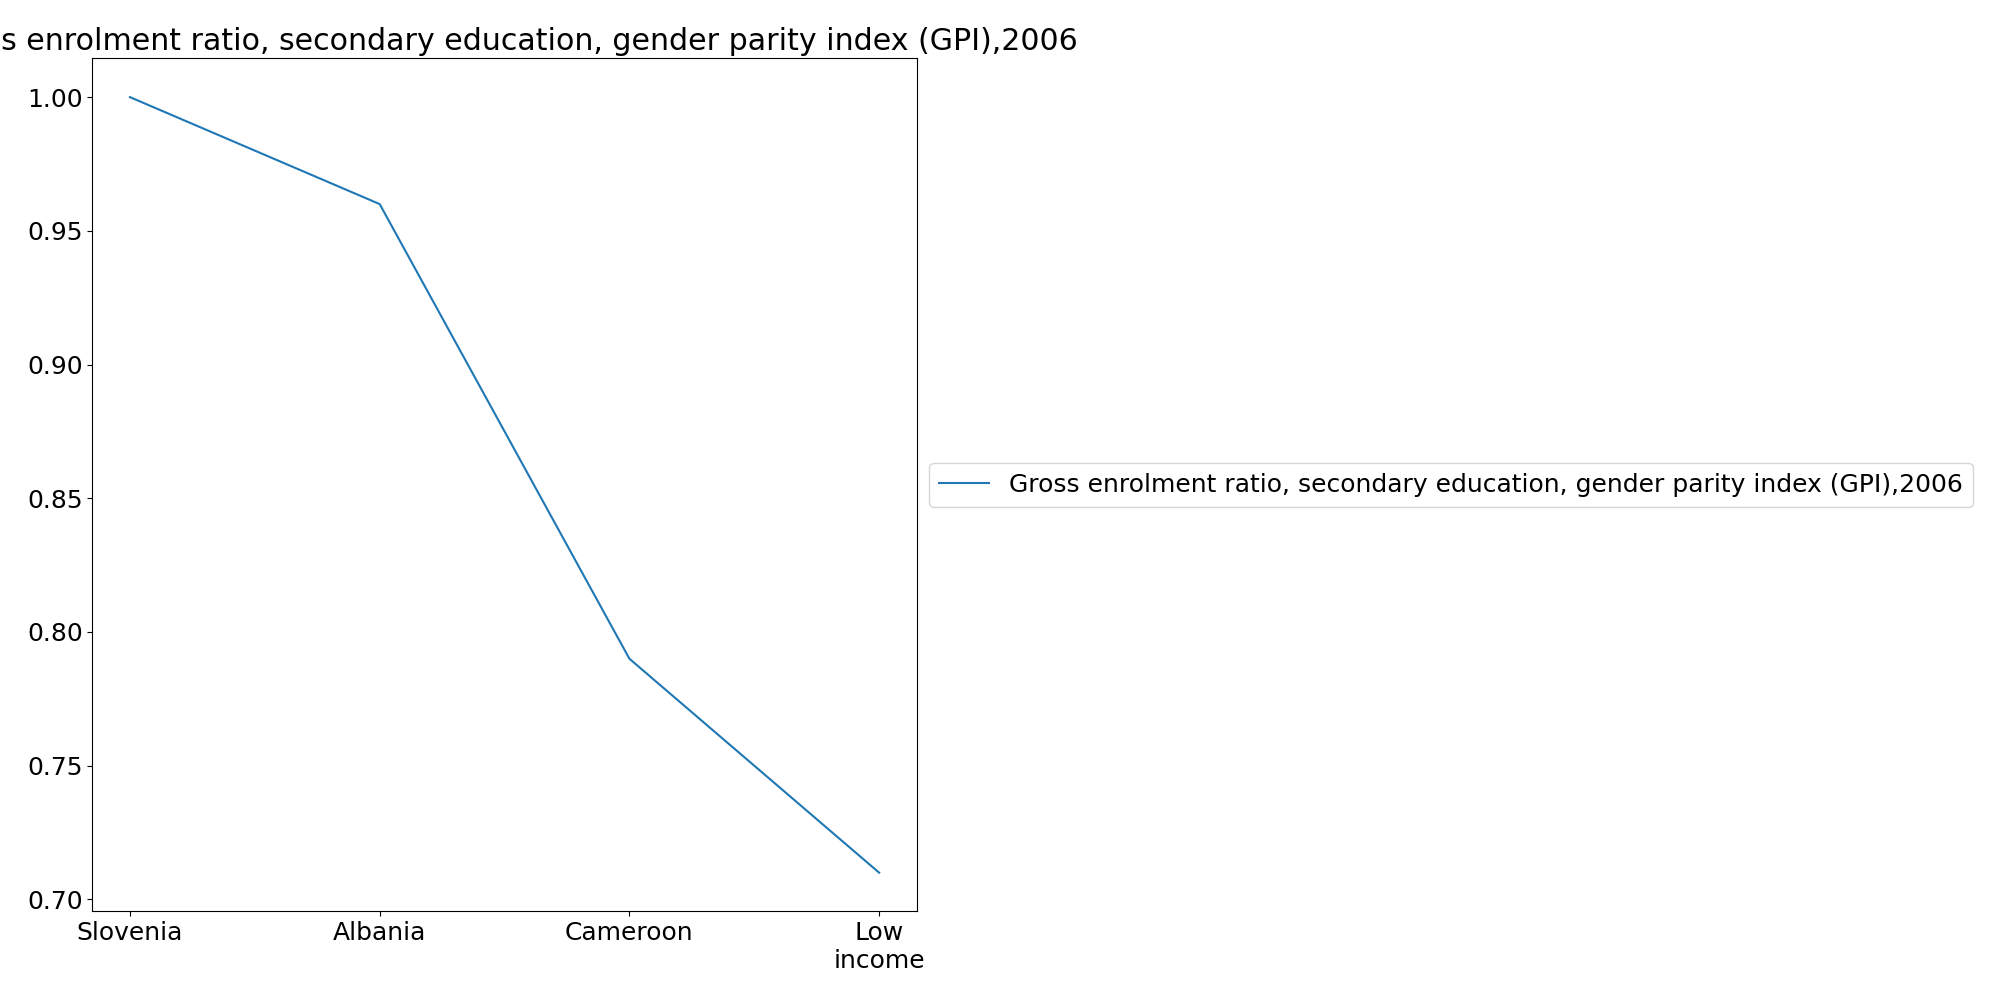 s enrolment ratio, secondary education, gender parity index (GPI),2006
1.00
0.95
0.90
0.85
0.80
0.75
0.70
Slovenia
Albania
Cameroon
Low
income
Gross enrolment ratio, secondary education, gender parity index (GPI),2006